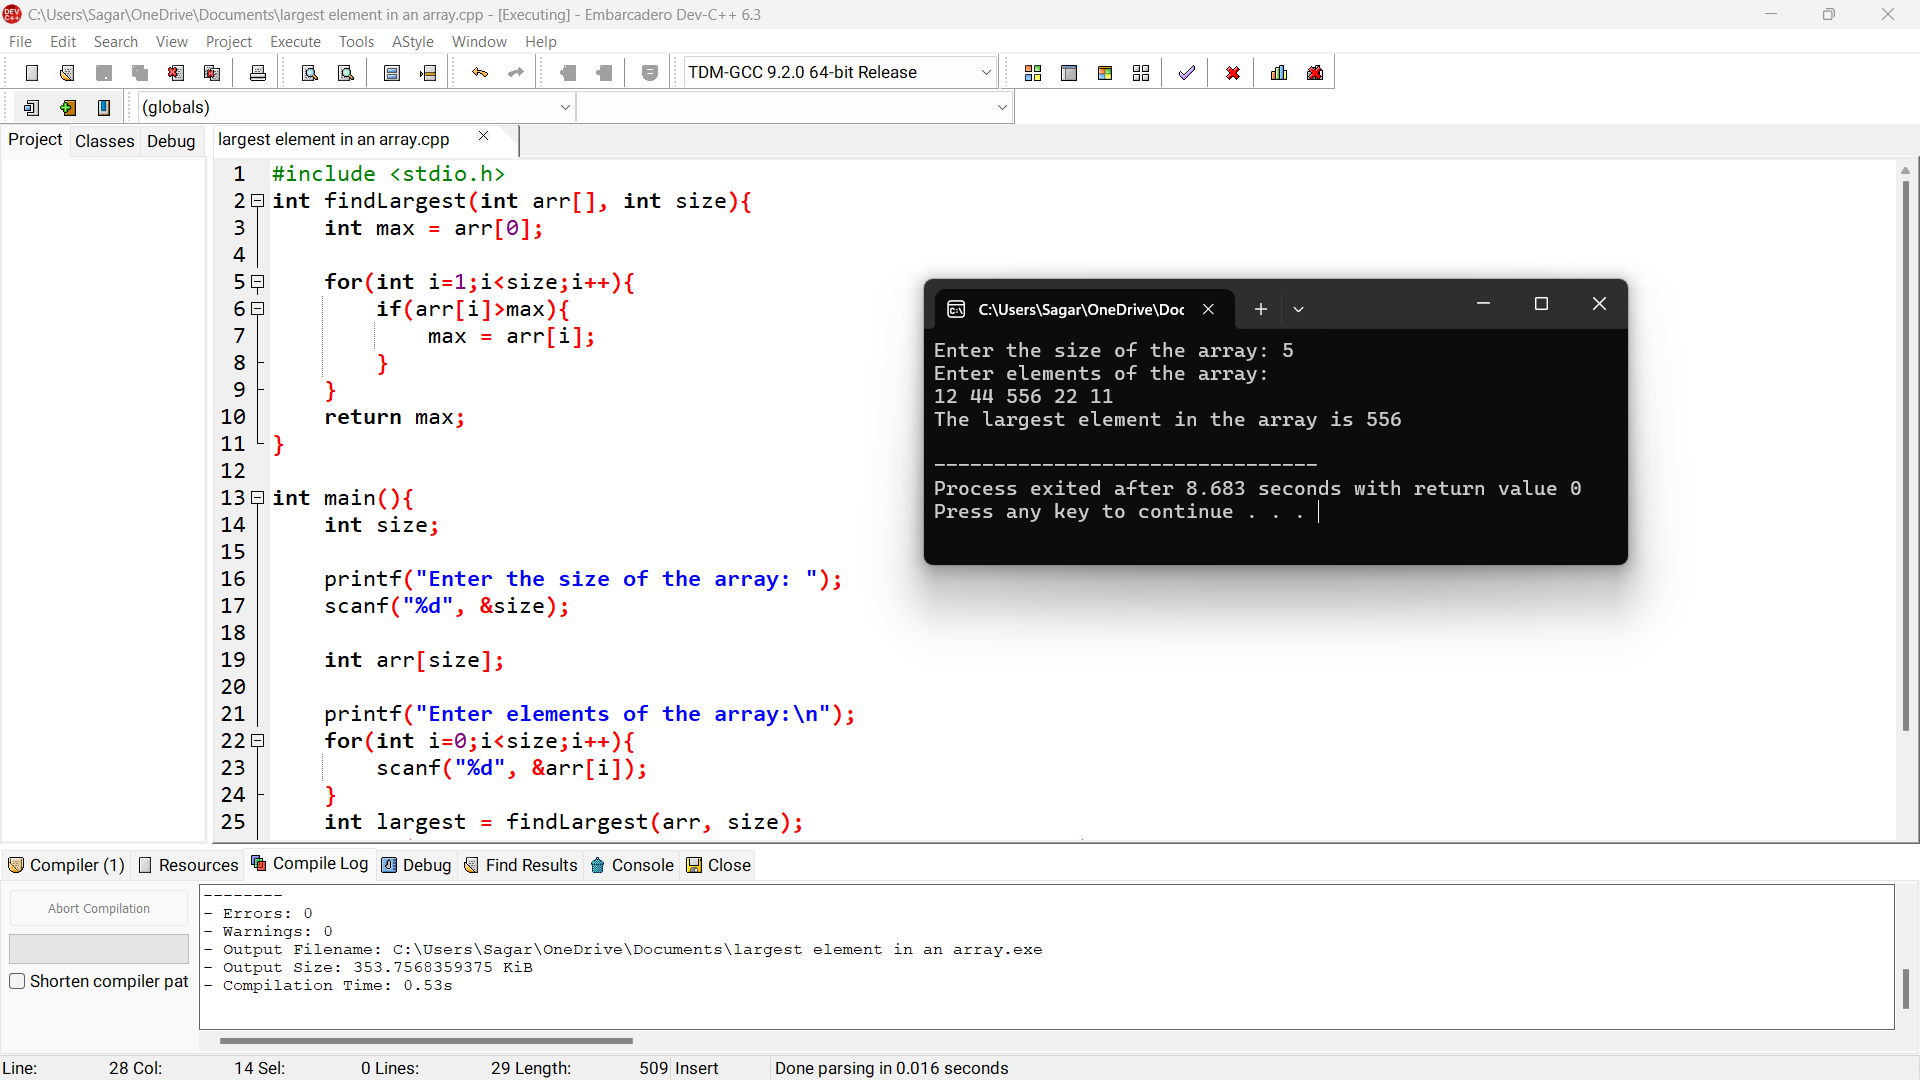 C:\Users\Sagar\OneDrive\Documents\largest element in an array.cpp - [Executing] - Embarcadero Dev-C++ 6.3
File Edit Search View Project Execute Tools AStyle Window Help
TDM-GCC 9.2.0 64-bit Release
(globals)
Project Classes Debug
largest element in an array.cpp
1 #include <stdio.h>
2 int findLargest(int arr[], int size){
3 int max = arr[0];
4
5 for(int i=1;i<size;i++){
6 if(arr[i]>max){
7 max = arr[i];
8 }
9 }
10 return max;
11 }
12
13 int main(){
14 int size;
15
16 printf("Enter the size of the array: ");
17 scanf("%d", &size);
18
19 int arr[size];
20
21 printf("Enter elements of the array:\n");
22 for(int i=0;i<size;i++){
23 scanf("%d", &arr[i]);
24 }
25 int largest = findLargest(arr, size);
C:\Users\Sagar\OneDrive\Doc
Enter the size of the array: 5
Enter elements of the array:
12 44 556 22 11
The largest element in the array is 556
--------------------------------
Process exited after 8.683 seconds with return value 0
Press any key to continue . . .
Compiler (1) Resources Compile Log Debug Find Results Console Close
Abort Compilation
Shorten compiler pat
--------
- Errors: 0
- Warnings: 0
- Output Filename: C:\Users\Sagar\OneDrive\Documents\largest element in an array.exe
- Output Size: 353.7568359375 KiB
- Compilation Time: 0.53s
Line: 28 Col: 14 Sel: 0 Lines: 29 Length: 509 Insert Done parsing in 0.016 seconds